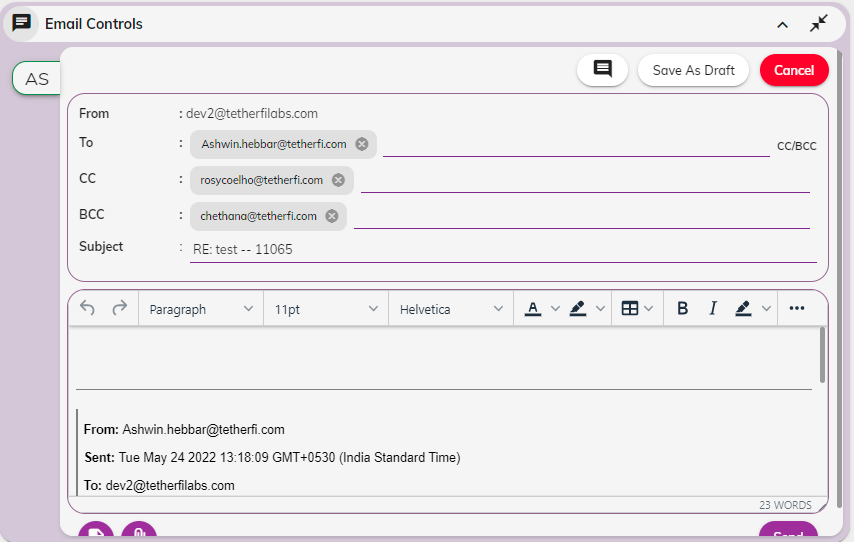 Email Controls
AS
Save As Draft
Cancel
From : dev2@tetherfilabs.com
To : Ashwin.hebbar@tetherfi.com CC/BCC
CC : rosycoelho@tetherfi.com
BCC : chethana@tetherfi.com
Subject : RE: test -- 11065
Paragraph 11pt Helvetica A B I
From: Ashwin.hebbar@tetherfi.com
Sent: Tue May 24 2022 13:18:09 GMT+0530 (India Standard Time)
To: dev2@tetherfilabs.com
23 WORDS
Send